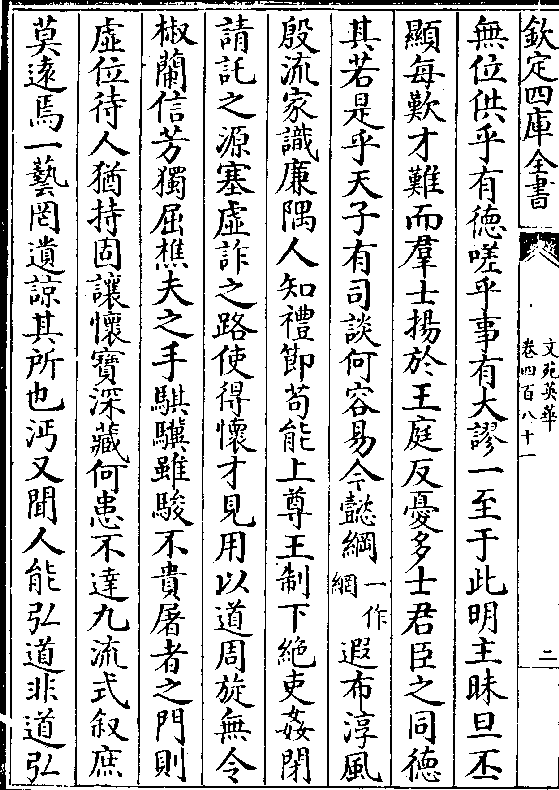 欽定四庫全書
文苑英華
卷四百八十一
二
無位供乎有德嗟乎事有大謬一至于此明主昧旦丕
顯每歎才難而羣士揚於王庭反憂多士君臣之同德
其若是乎天子有司談何容易今懿綱一作網遐布淳風
殷流家識廉隅人知禮節苟能上尊王制下絶吏姦閉
請託之源塞虚詐之路使得懷才見用以道周旋無令
椒蘭信芳獨屈樵夫之手騏驥雖駿不貴屠者之門則
虚位待人猶持固讓懷寳深藏何患不達九流式叙庶
莫遠焉一藝罔遺諒其所也沔又聞人能弘道非道弘